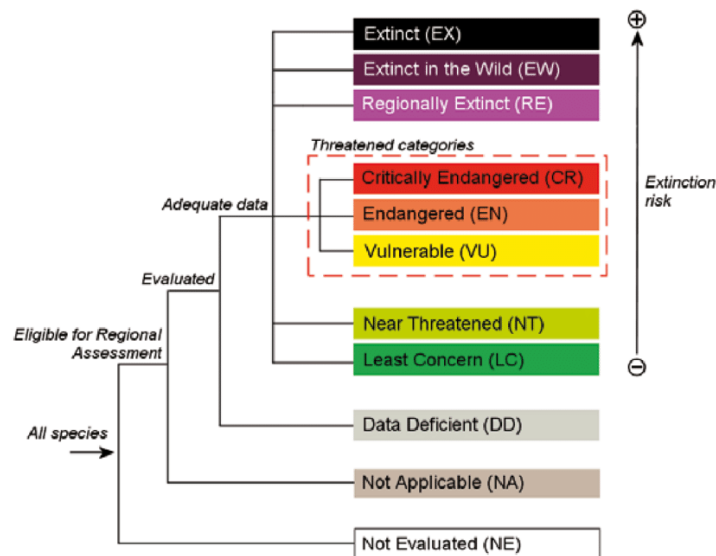 Extinct (EX)
Extinct in the Wild (EW)
Regionally Extinct (RE)
Threatened categories
Critically Endangered (CR)
Extinction
risk
Adequate data
Endangered (EN)
Vulnerable (VU)
Evaluated
Near Threatened (NT)
Eligible for Regional
Assessment
Least Concern (LC)
Data Deficient (DD)
All species
Not Applicable (NA)
Not Evaluated (NE)